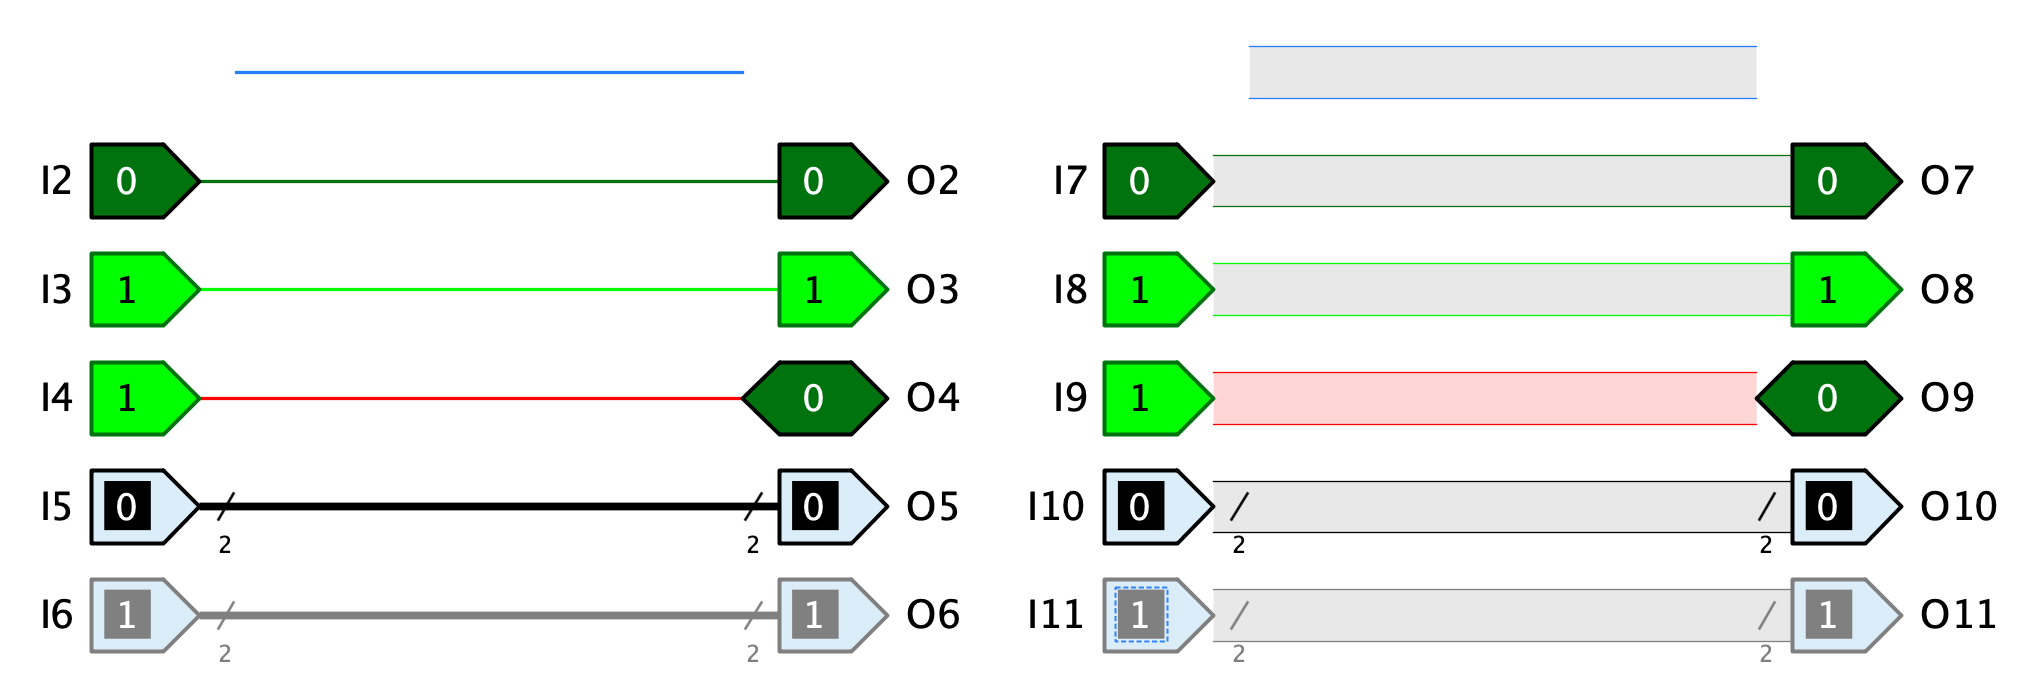 I2 0 0 O2 I7 0 0 O7
I3 1 1 O3 I8 1 1 O8
I4 1 0 O4 I9 1 0 O9
I5 0 0 O5 I10 0 0 O10
2 2 2 2
I6 1 1 O6 I11 1 1 O11
2 2 2 2